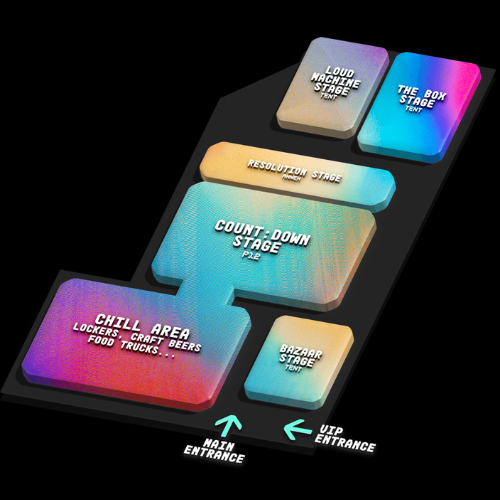 LOUD
MACHINE
STAGE
TENT
THE BOX
STAGE
TENT
RESOLUTION STAGE
COUNT:DOWN
STAGE
P12
CHILL AREA
LOCKERS, CRAFT BEERS
FOOD TRUCKS...
BAZAAR
STAGE
TENT
MAIN
ENTRANCE
VIP
ENTRANCE